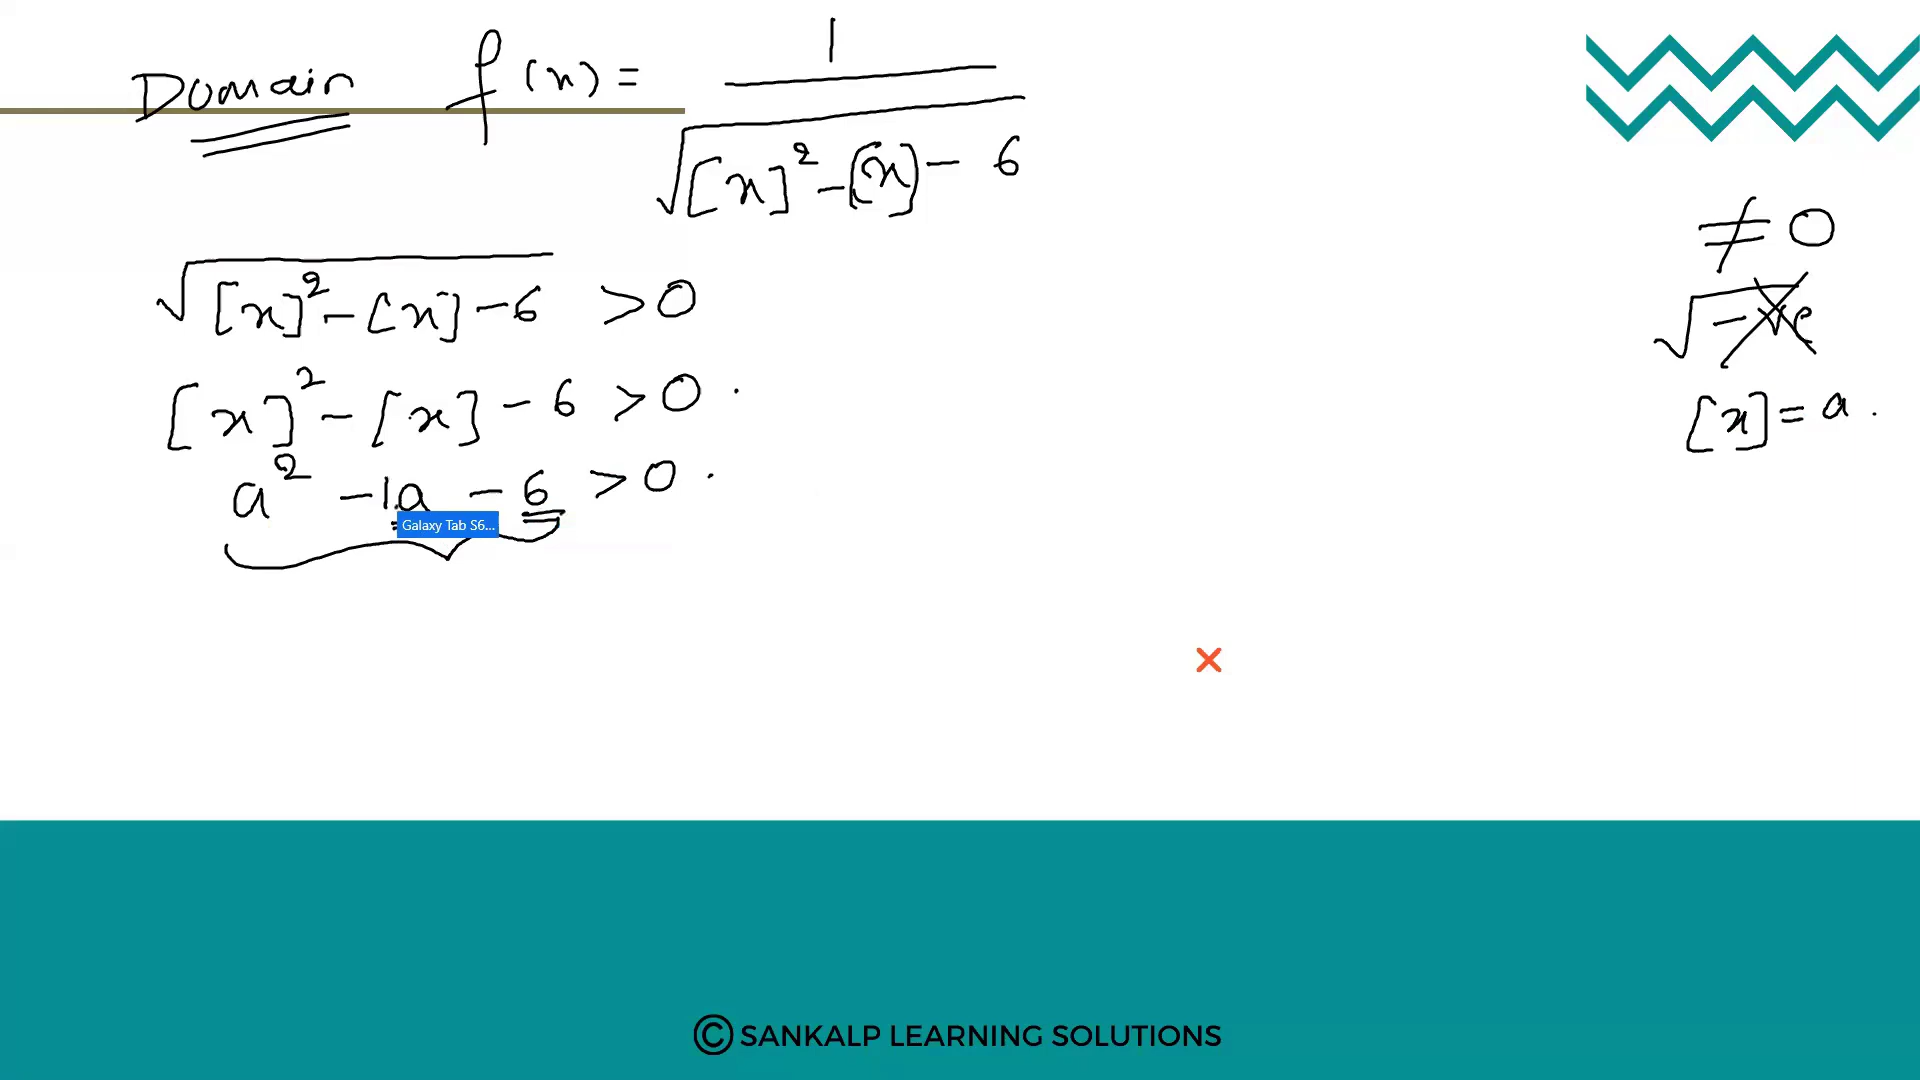 Domain f(x) = 1 / √([x]² - [x] - 6)
√([x]² - [x] - 6) > 0
[x]² - [x] - 6 > 0.
a² - 1a - 6 > 0.
Galaxy Tab S6...
≠ 0
√-ve
[x] = a.
© SANKALP LEARNING SOLUTIONS